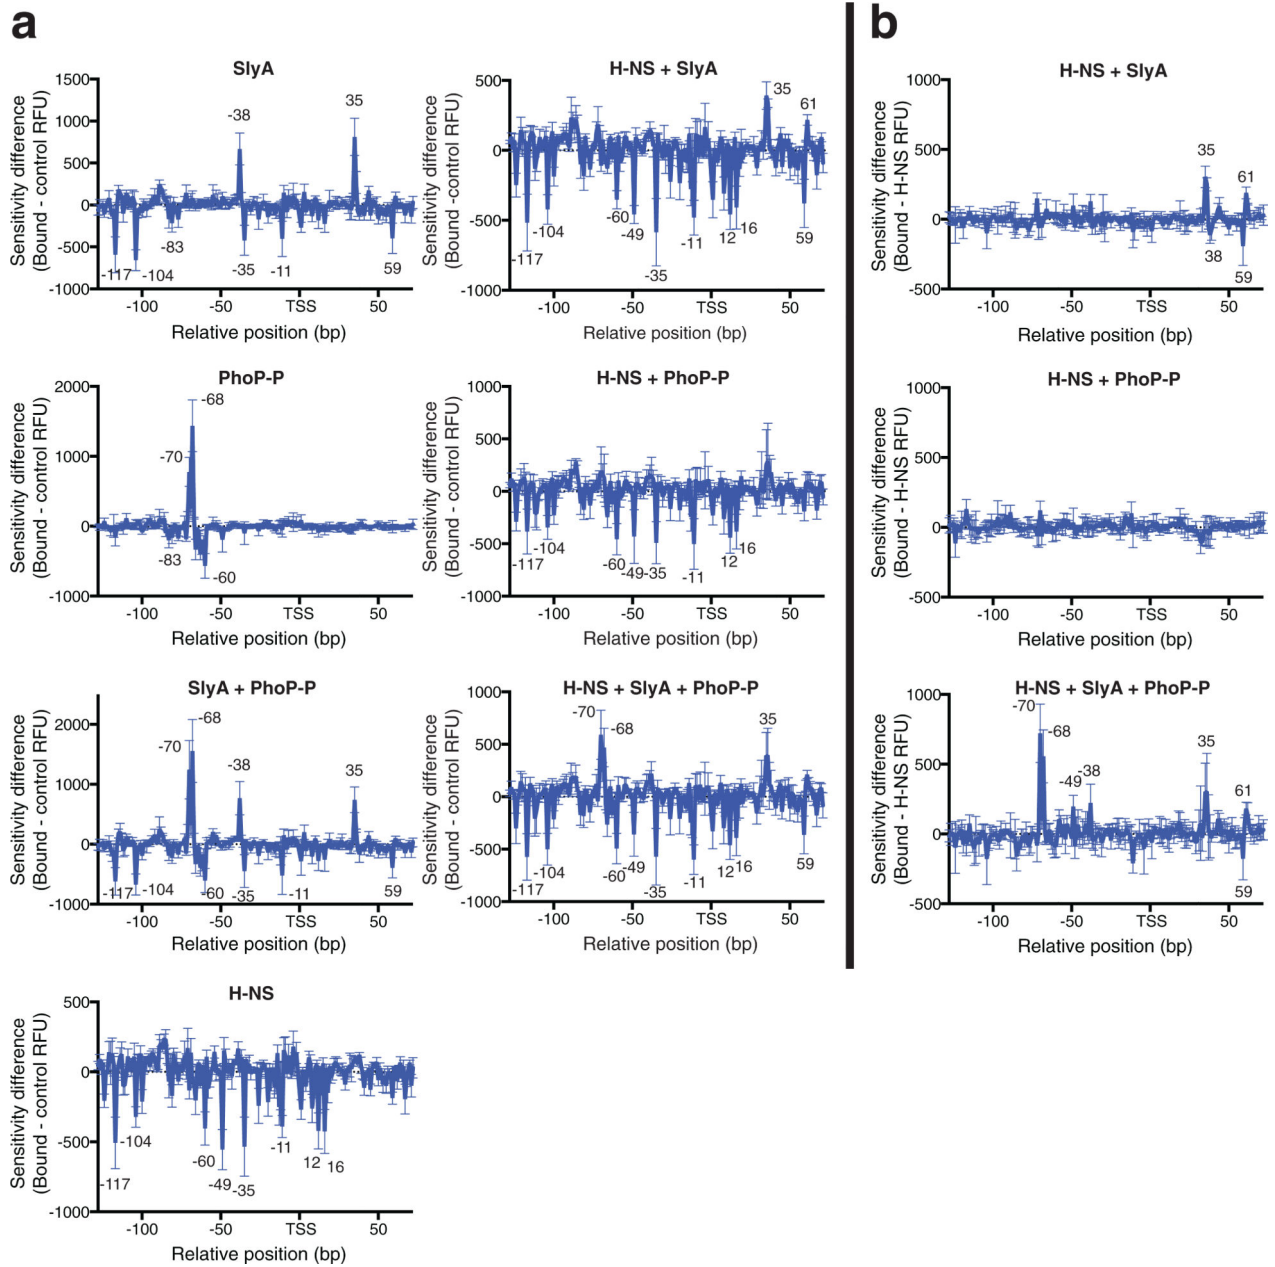 a
SlyA
Sensitivity difference
(Bound - control RFU)
1500
1000
500
0
-500
-1000
-38
35
-117
-104
-83
-35
-11
59
-100
-50
TSS
50
Relative position (bp)
H-NS + SlyA
Sensitivity difference
(Bound -control RFU)
500
0
-500
-1000
35
61
-117
-104
-60
-49
-35
-11
12
16
59
-100
-50
TSS
50
Relative position (bp)
PhoP-P
Sensitivity difference
(Bound - control RFU)
2000
1000
0
-1000
-68
-70
-83
-60
-100
-50
TSS
50
Relative position (bp)
H-NS + PhoP-P
Sensitivity difference
(Bound - control RFU)
1000
500
0
-500
-1000
-117
-104
-60
-49
-35
-11
12
16
-100
-50
TSS
50
Relative position (bp)
SlyA + PhoP-P
Sensitivity difference
(Bound - control RFU)
2000
1000
0
-1000
-68
-70
-38
35
-117
-104
-60
-35
-11
59
-100
-50
TSS
50
Relative position (bp)
H-NS + SlyA + PhoP-P
Sensitivity difference
(Bound - control RFU)
1000
500
0
-500
-1000
-70
-68
35
-117
-104
-60
-49
-35
-11
12
16
59
-100
-50
TSS
50
Relative position (bp)
H-NS
Sensitivity difference
(Bound - control RFU)
500
0
-500
-1000
-117
-104
-60
-49
-35
-11
12
16
-100
-50
TSS
50
Relative position (bp)
b
H-NS + SlyA
Sensitivity difference
(Bound - H-NS RFU)
1000
500
0
-500
35
61
38
59
-100
-50
TSS
50
Relative position (bp)
H-NS + PhoP-P
Sensitivity difference
(Bound - H-NS RFU)
1000
500
0
-500
-100
-50
TSS
50
Relative position (bp)
H-NS + SlyA + PhoP-P
Sensitivity difference
(Bound - H-NS RFU)
1000
500
0
-500
-70
-68
-49
-38
35
61
59
-100
-50
TSS
50
Relative position (bp)